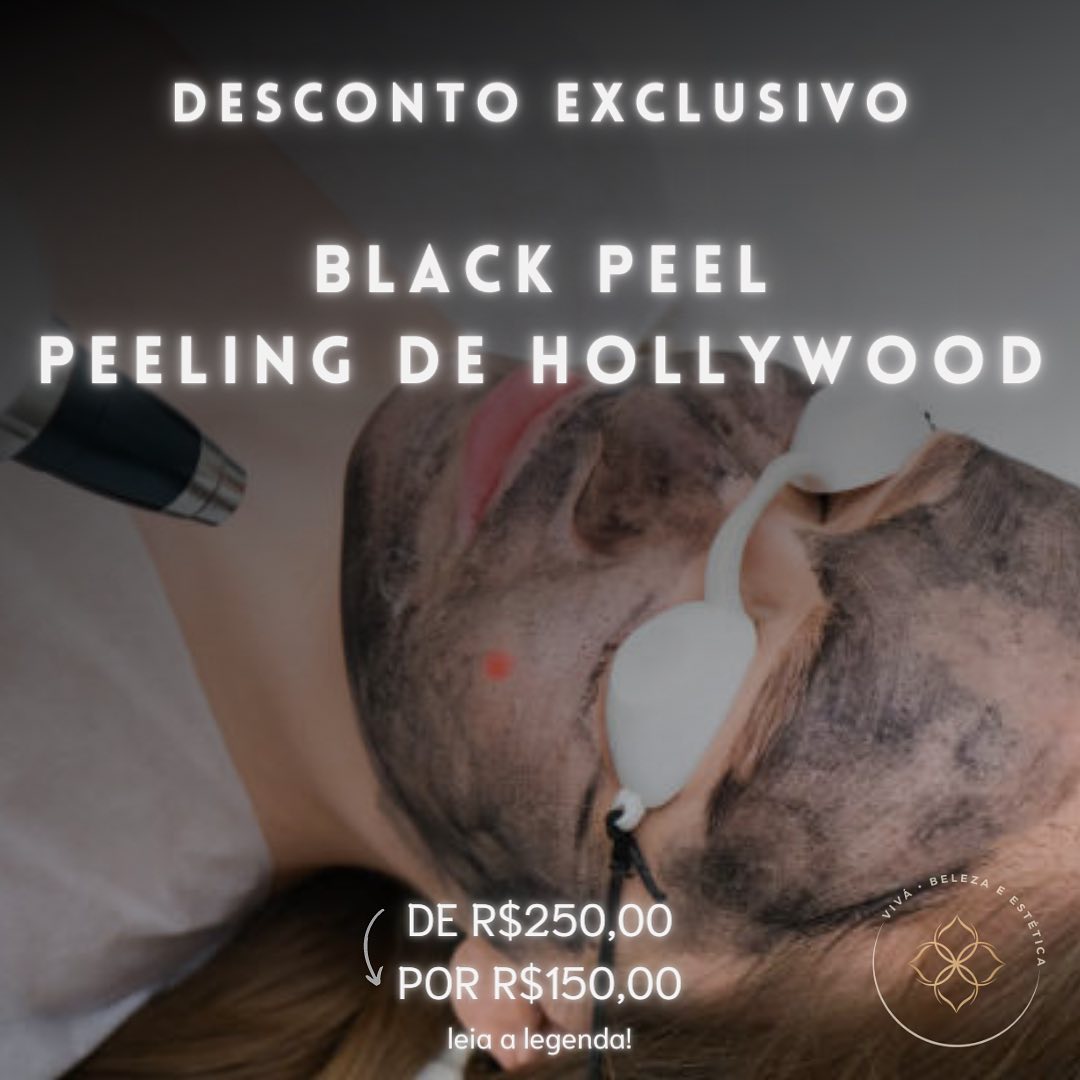 DESCONTO EXCLUSIVO
BLACK PEEL
PEELING DE HOLLYWOOD
DE R$250,00
POR R$150,00
leia a legenda!
VIVÁ • BELEZA E ESTÉTICA